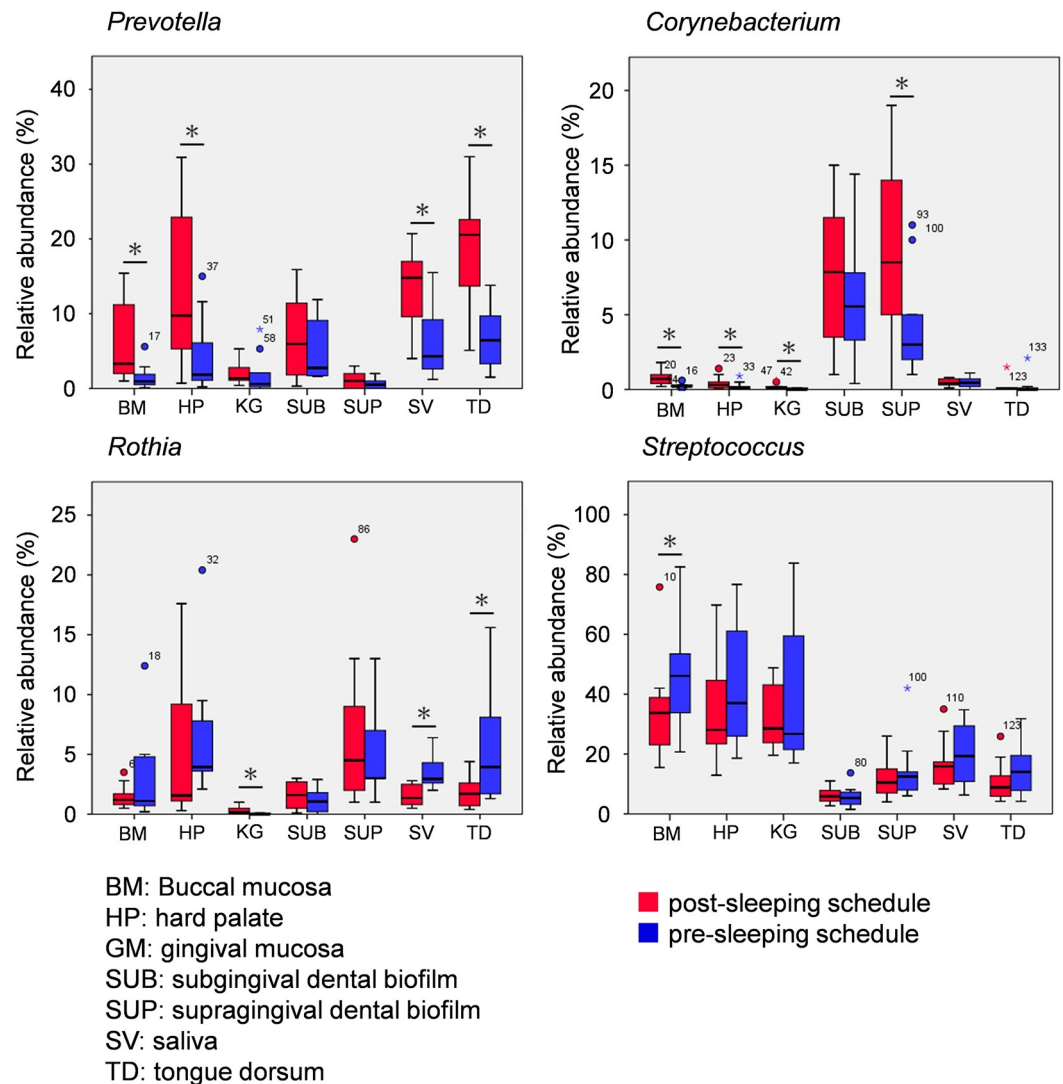 Prevotella
Corynebacterium
Relative abundance (%)
40
30
20
10
0
*
*
*
*
17
37
51
58
BM HP KG SUB SUP SV TD
Relative abundance (%)
20
15
10
5
0
*
*
*
*
20
16
23
33
47 42
93
100
133
123
BM HP KG SUB SUP SV TD
Rothia
Streptococcus
Relative abundance (%)
25
20
15
10
5
0
*
*
*
6
18
32
86
BM HP KG SUB SUP SV TD
Relative abundance (%)
100
80
60
40
20
0
*
10
80
100
110
123
BM HP KG SUB SUP SV TD
BM: Buccal mucosa
HP: hard palate
GM: gingival mucosa
SUB: subgingival dental biofilm
SUP: supragingival dental biofilm
SV: saliva
TD: tongue dorsum
post-sleeping schedule
pre-sleeping schedule